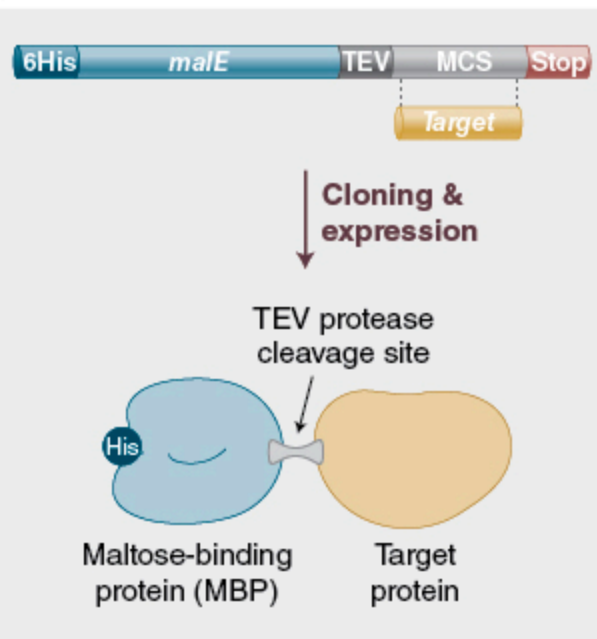 6His malE TEV MCS Stop
Target
Cloning &
expression
TEV protease
cleavage site
His
Maltose-binding
protein (MBP)
Target
protein